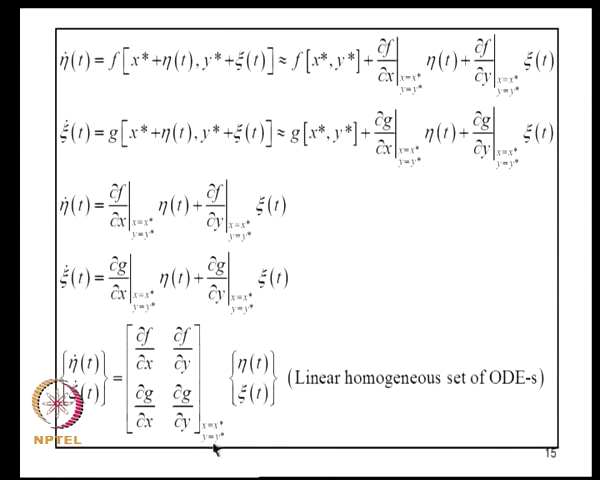 η̇(t) = f[x*+η(t), y*+ξ(t)] ≈ f[x*, y*] + ∂f/∂x|x=x* y=y* η(t) + ∂f/∂y|x=x* y=y* ξ(t)
ξ̇(t) = g[x*+η(t), y*+ξ(t)] ≈ g[x*, y*] + ∂g/∂x|x=x* y=y* η(t) + ∂g/∂y|x=x* y=y* ξ(t)
η̇(t) = ∂f/∂x|x=x* y=y* η(t) + ∂f/∂y|x=x* y=y* ξ(t)
ξ̇(t) = ∂g/∂x|x=x* y=y* η(t) + ∂g/∂y|x=x* y=y* ξ(t)
{η̇(t) ξ̇(t)} = [∂f/∂x ∂f/∂y ∂g/∂x ∂g/∂y]x=x* y=y* {η(t) ξ(t)} (Linear homogeneous set of ODE-s)
NPTEL
15